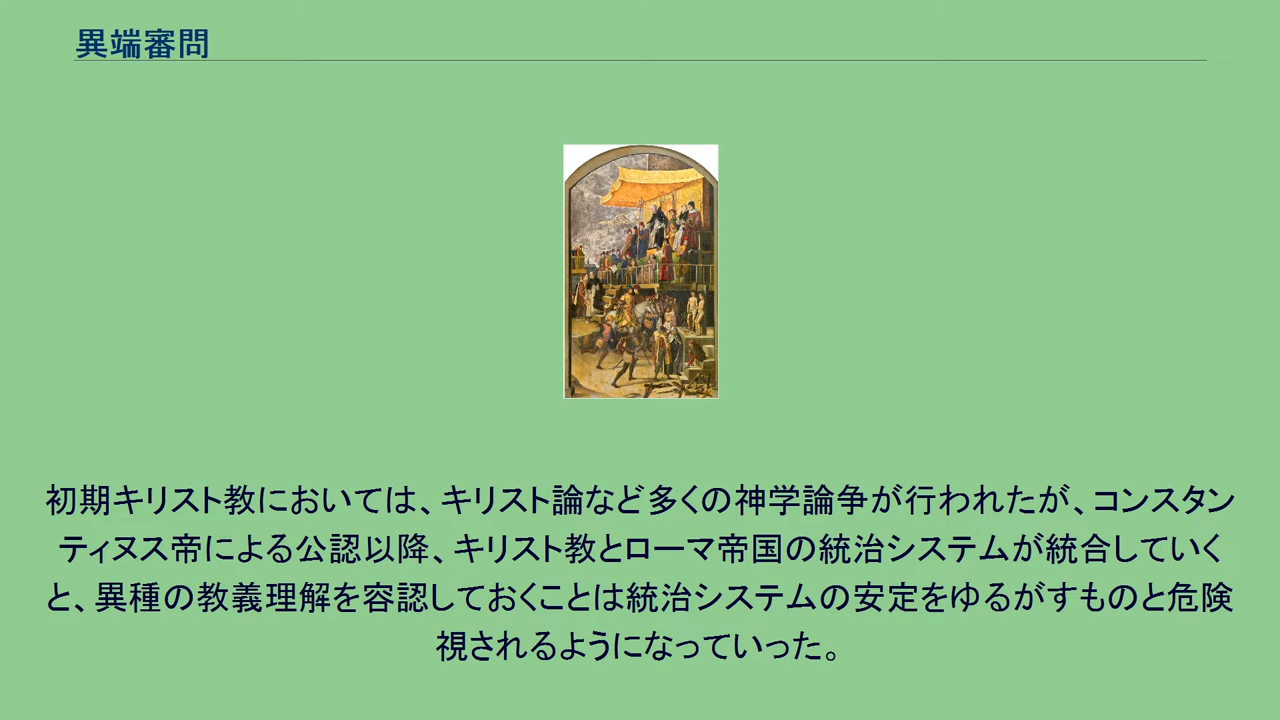 異端審問
初期キリスト教においては、キリスト論など多くの神学論争が行われたが、コンスタン
ティヌス帝による公認以降、キリスト教とローマ帝国の統治システムが統合していく
と、異種の教義理解を容認しておくことは統治システムの安定をゆるがすものと危険
視されるようになっていった。